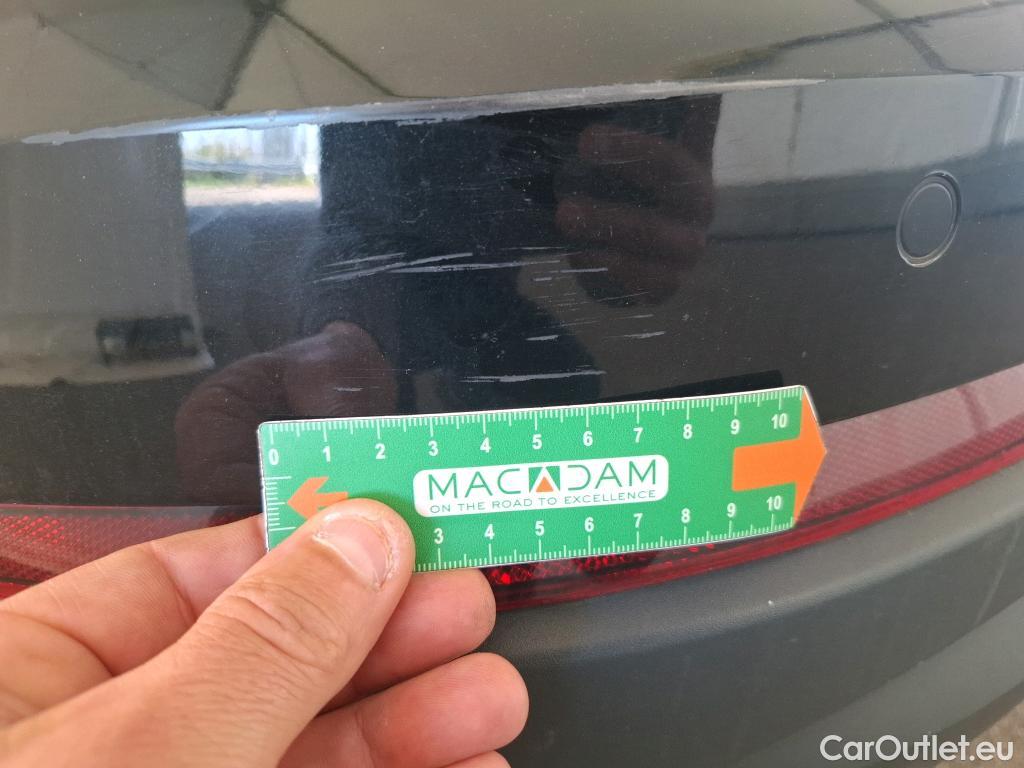 0 1 2 3 4 5 6 7 8 9 10
MACADAM
ON THE ROAD TO EXCELLENCE
3 4 5 6 7 8 9 10
CarOutlet.eu